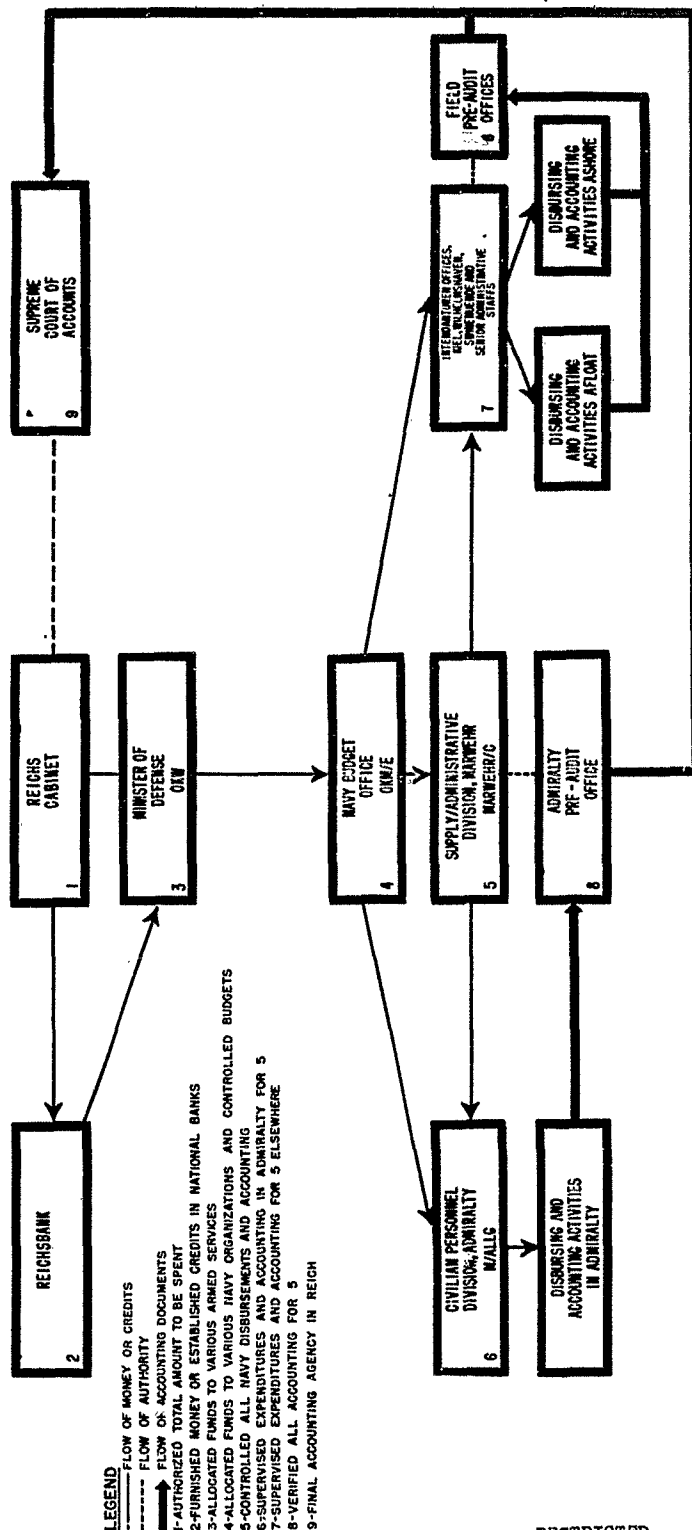 REICHSBANK
2
REICHS
CABINET
1
SUPREME
COURT OF
ACCOUNTS
9
MINISTER OF
DEFENSE
OKW
3
NAVY BUDGET
OFFICE
OKM/E
4
SUPPLY/ADMINISTRATIVE
DIVISION, MARWEHR
MARWEHR/C
5
CIVILIAN PERSONNEL
DIVISION, ADMIRALTY
M/ALLG
6
INTENDANTUREN OFFICES,
KIEL, WILHELMSHAVEN,
SWINEMUENDE AND
SENIOR ADMINISTRATIVE
STAFFS
7
FIELD
PRE-AUDIT
OFFICES
DISBURSING AND
ACCOUNTING ACTIVITIES
IN ADMIRALTY
ADMIRALTY
PRE-AUDIT
OFFICE
8
DISBURSING
AND ACCOUNTING
ACTIVITIES AFLOAT
DISBURSING
AND ACCOUNTING
ACTIVITIES ASHORE
LEGEND
FLOW OF MONEY OR CREDITS
FLOW OF AUTHORITY
FLOW OF ACCOUNTING DOCUMENTS
1-AUTHORIZED TOTAL AMOUNT TO BE SPENT
2-FURNISHED MONEY OR ESTABLISHED CREDITS IN NATIONAL BANKS
3-ALLOCATED FUNDS TO VARIOUS ARMED SERVICES
4-ALLOCATED FUNDS TO VARIOUS NAVY ORGANIZATIONS AND CONTROLLED BUDGETS
5-CONTROLLED ALL NAVY DISBURSEMENTS AND ACCOUNTING
6-SUPERVISED EXPENDITURES AND ACCOUNTING IN ADMIRALTY FOR 5
7-SUPERVISED EXPENDITURES AND ACCOUNTING FOR 5 ELSEWHERE
8-VERIFIED ALL ACCOUNTING FOR 5
9-FINAL ACCOUNTING AGENCY IN REICH